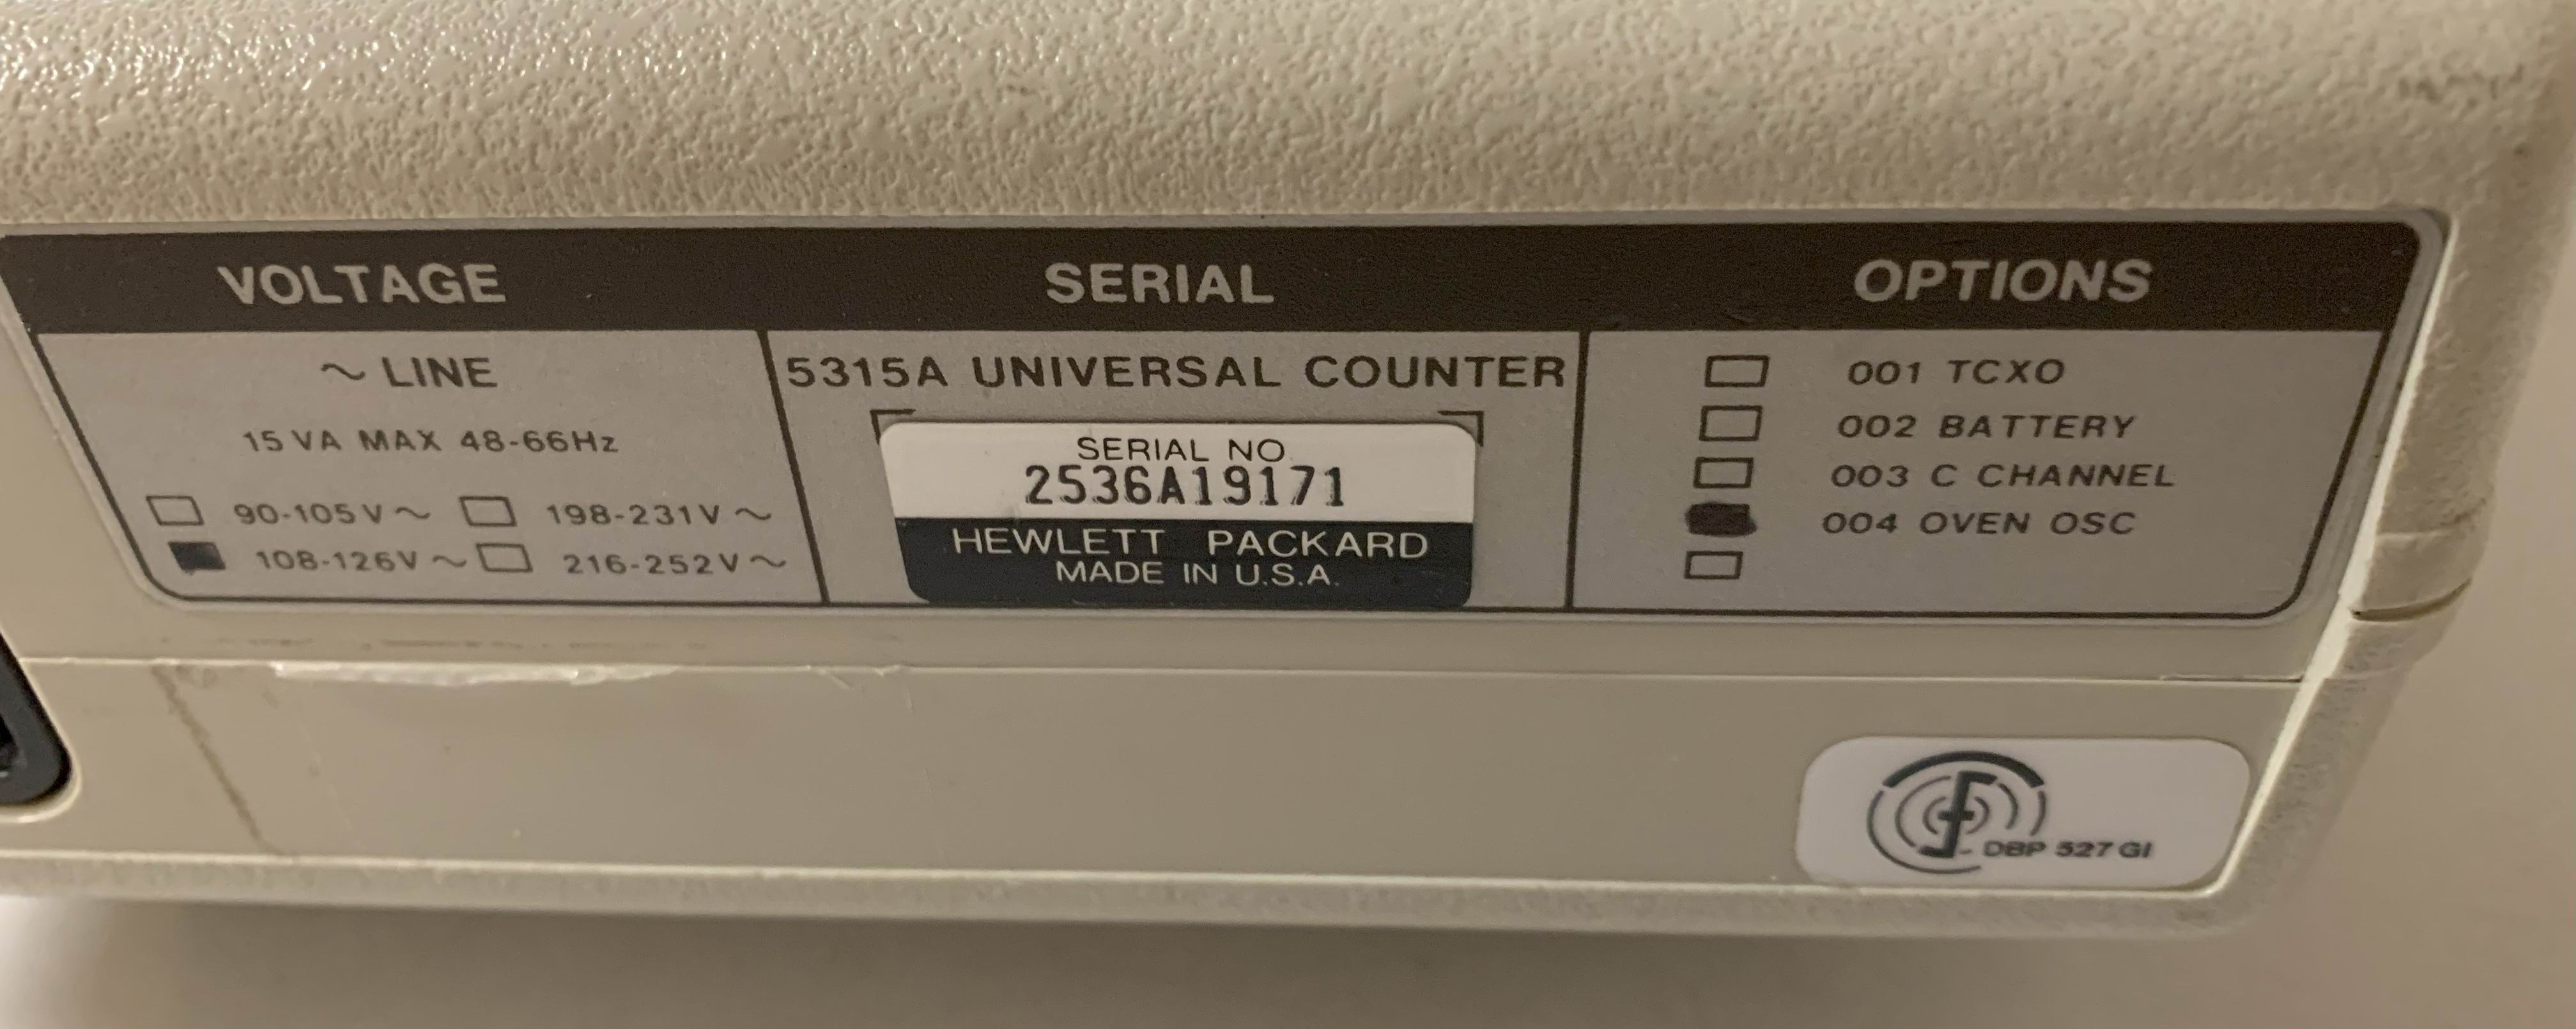 VOLTAGE
~ LINE
15 VA MAX 48-66Hz
90-105V~ 198-231V~
108-126V~ 216-252V~
SERIAL
5315A UNIVERSAL COUNTER
SERIAL NO.
2536A19171
HEWLETT PACKARD
MADE IN U.S.A.
OPTIONS
001 TCXO
002 BATTERY
003 C CHANNEL
004 OVEN OSC
DBP 527 GI